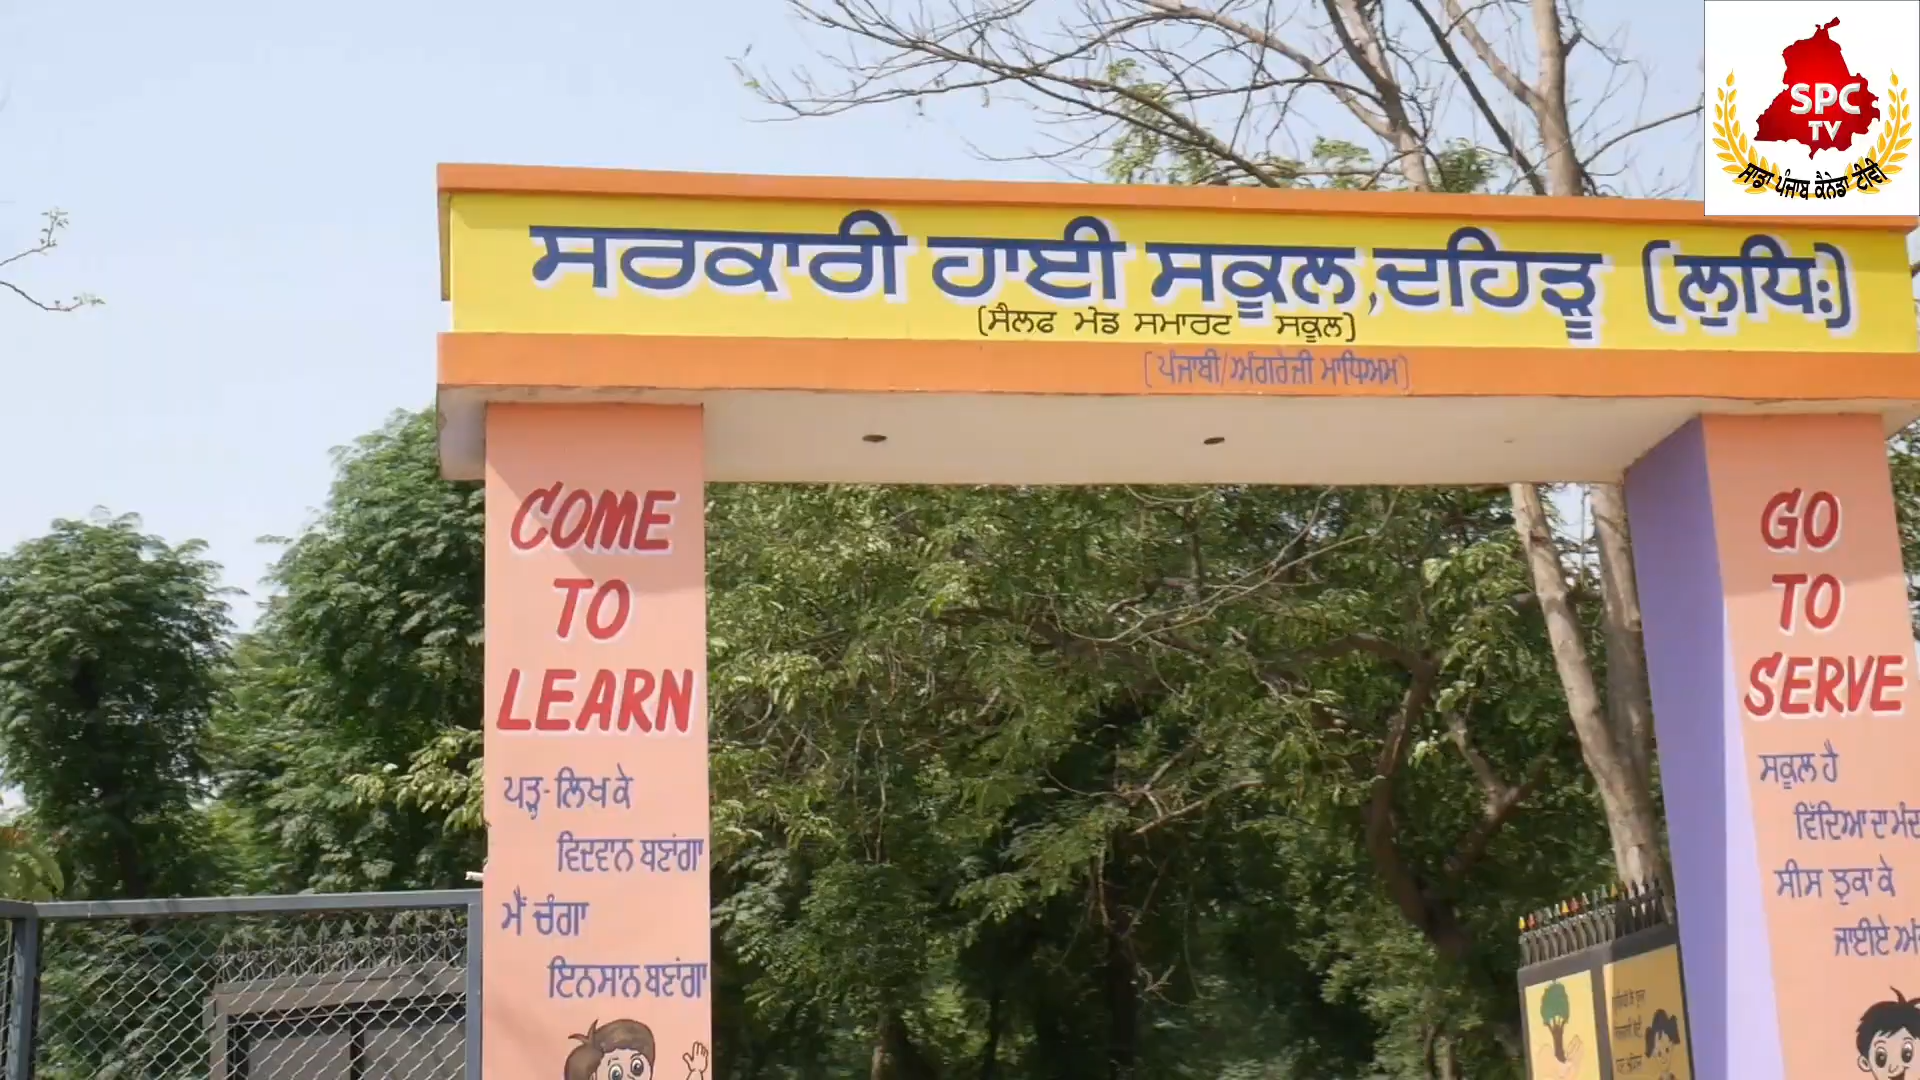 SPC
TV
ਸਾਡਾ ਪੰਜਾਬ ਕੈਨੇਡਾ ਟੀਵੀ
ਸਰਕਾਰੀ ਹਾਈ ਸਕੂਲ, ਦਹਿੜੂ (ਲੁਧਿ:)
(ਸੈਲਫ ਮੇਡ ਸਮਾਰਟ ਸਕੂਲ)
(ਪੰਜਾਬੀ/ਅੰਗਰੇਜ਼ੀ ਮਾਧਿਅਮ)
COME
TO
LEARN
ਪੜ੍ਹ-ਲਿਖ ਕੇ
ਵਿਦਵਾਨ ਬਣਾਂਗਾ
ਮੈਂ ਚੰਗਾ
ਇਨਸਾਨ ਬਣਾਂਗਾ
GO
TO
SERVE
ਸਕੂਲ ਹੈ
ਵਿੱਦਿਆ ਦਾ
ਸੀਸ ਝੁਕਾ ਕੇ
ਜਾਈਏ